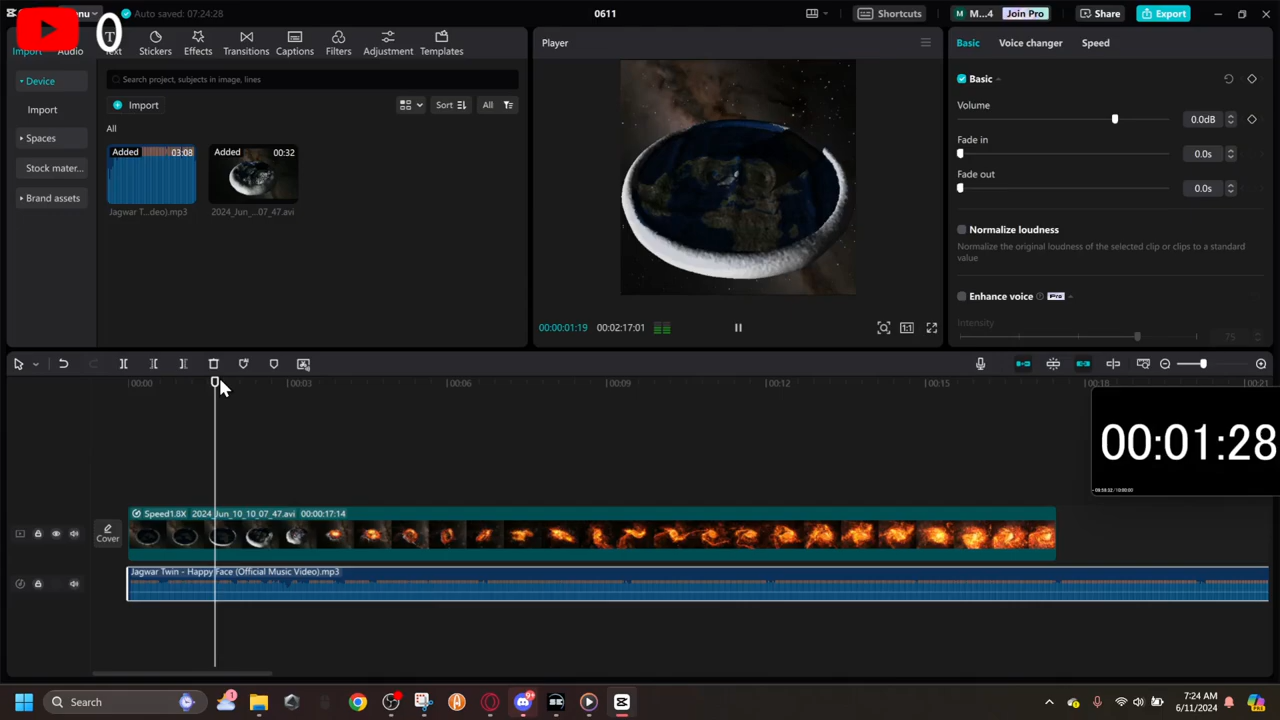 nu
Auto saved: 07:24:28
0611
Shortcuts
M...4
Join Pro
Share
Export
0
Import
Audio
Text
Stickers
Effects
Transitions
Captions
Filters
Adjustment
Templates
Player
Basic
Voice changer
Speed
Device
Search project, subjects in image, lines
Basic
Import
Import
Sort
All
Volume
0.0dB
Spaces
All
Fade in
0.0s
Added
03:08
Added
00:32
Stock mater...
Fade out
0.0s
Brand assets
Jagwar T...deo).mp3
2024_Jun_...07_47.avi
Normalize loudness
Normalize the original loudness of the selected clip or clips to a standard
value
Enhance voice
Pro
Intensity
75
00:00:01:19
00:02:17:01
1:1
00:00
00:03
00:06
00:09
00:12
00:15
00:18
00:21
00:01:28
Speed1.8X
2024_Jun_10_10_07_47.avi
00:00:17:14
Cover
Jagwar Twin - Happy Face (Official Music Video).mp3
Search
1
9+
7:24 AM
6/11/2024